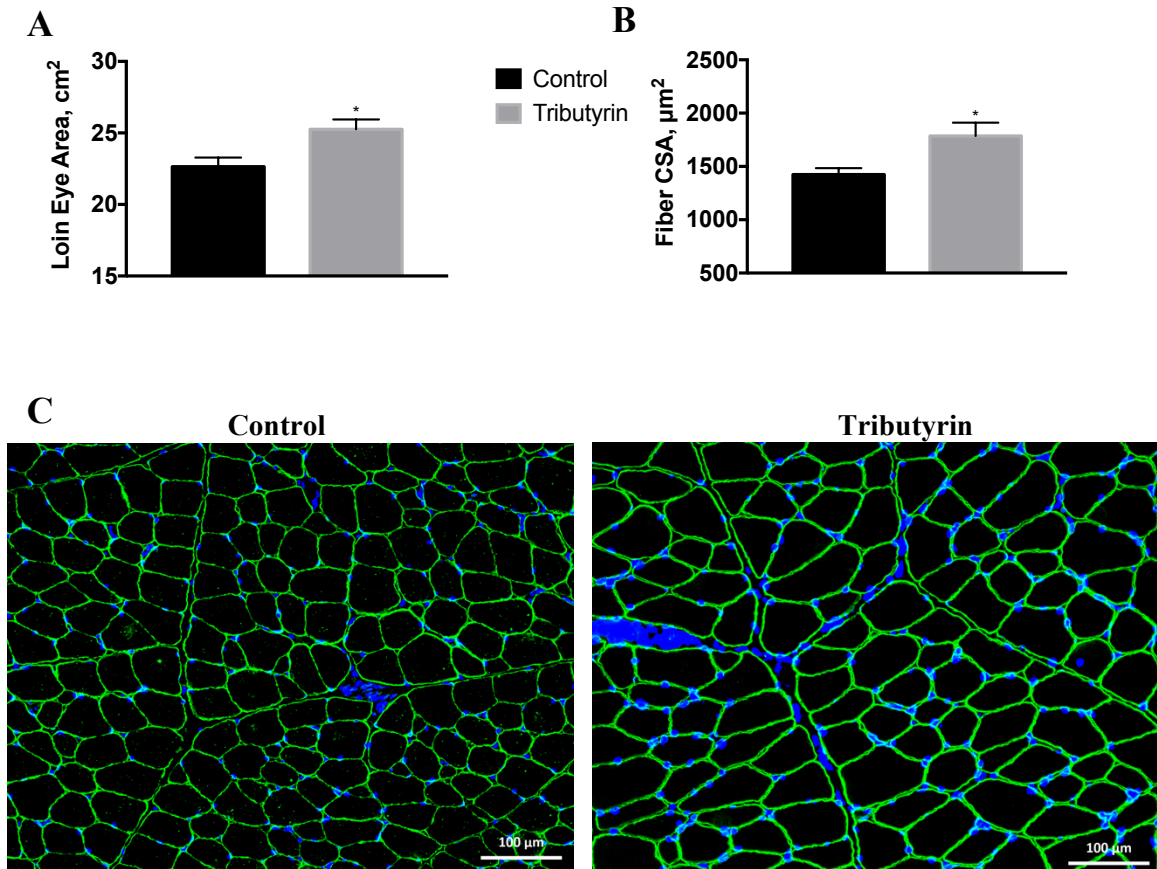 A
Loin Eye Area, cm²
30
25
20
15
*
Control
Tributyrin
B
Fiber CSA, µm²
2500
2000
1500
1000
500
*
C
Control
Tributyrin
100 µm
100 µm